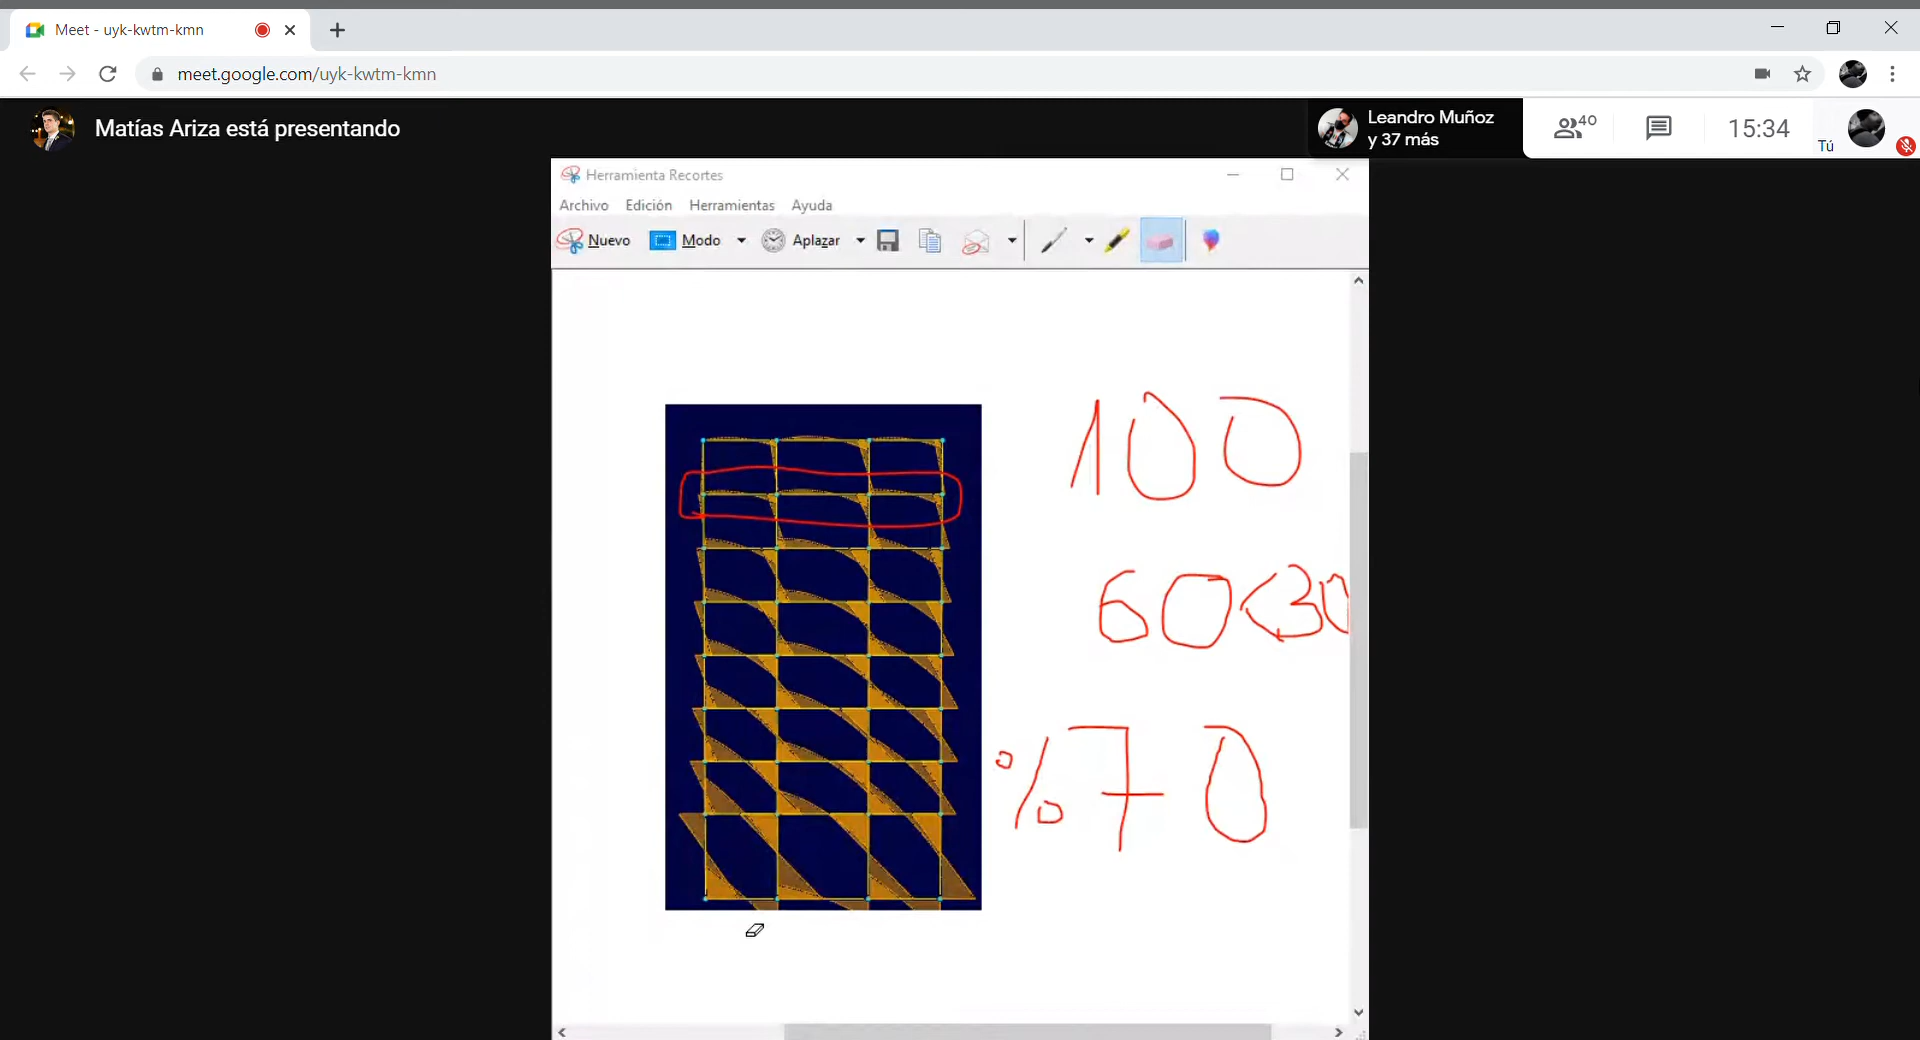 Meet - uyk-kwtm-kmn
meet.google.com/uyk-kwtm-kmn
Matías Ariza está presentando
Leandro Muñoz
y 37 más
40
15:34
Tú
Herramienta Recortes
Archivo Edición Herramientas Ayuda
Nuevo Modo Aplazar
100
60<30
%70